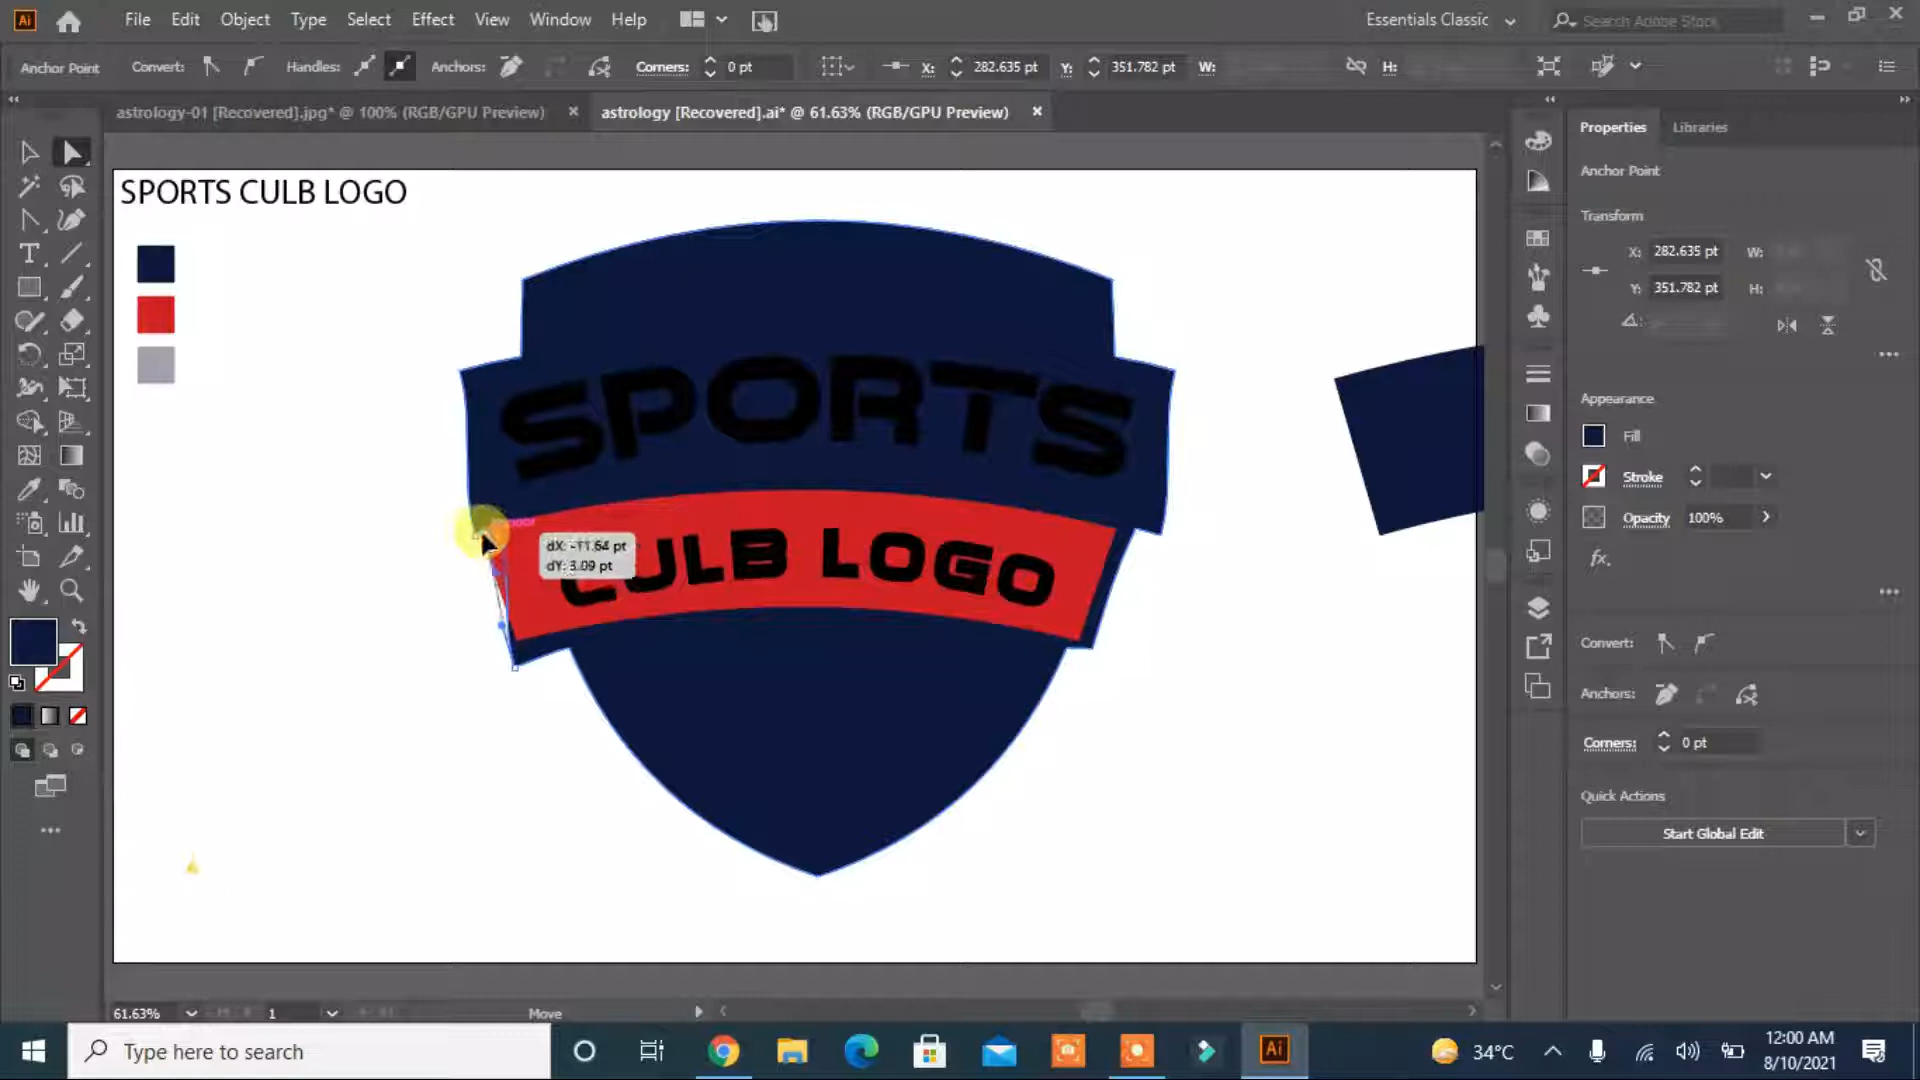 File Edit Object Type Select Effect View Window Help
Essentials Classic
Search Adobe Stock
Anchor Point Convert: Handles: Anchors: Corners: 0 pt X: 282.635 pt Y: 351.782 pt W: H:
astrology-01 [Recovered].jpg* @ 100% (RGB/GPU Preview)
astrology [Recovered].ai* @ 61.63% (RGB/GPU Preview)
SPORTS CULB LOGO
SPORTS
CULB LOGO
dX: -11.64 pt
dY: 3.09 pt
Properties Libraries
Anchor Point
Transform
X: 282.635 pt W:
Y: 351.782 pt H:
Appearance
Fill
Stroke
Opacity 100%
fx.
Convert:
Anchors:
Corners: 0 pt
Quick Actions
Start Global Edit
61.63% 1 Move
Type here to search
Ai
34°C
12:00 AM
8/10/2021